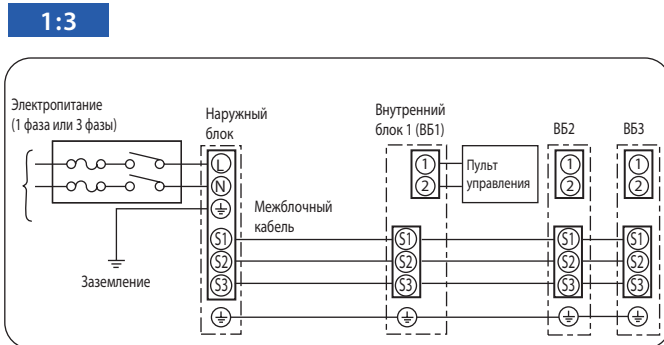 1:3
Электропитание
(1 фаза или 3 фазы)
Наружный
блок
Внутренний
блок 1 (ВБ1)
ВБ2
ВБ3
L
N
1
2
Пульт
управления
1
2
1
2
Межблочный
кабель
S1
S2
S3
S1
S2
S3
S1
S2
S3
S1
S2
S3
Заземление